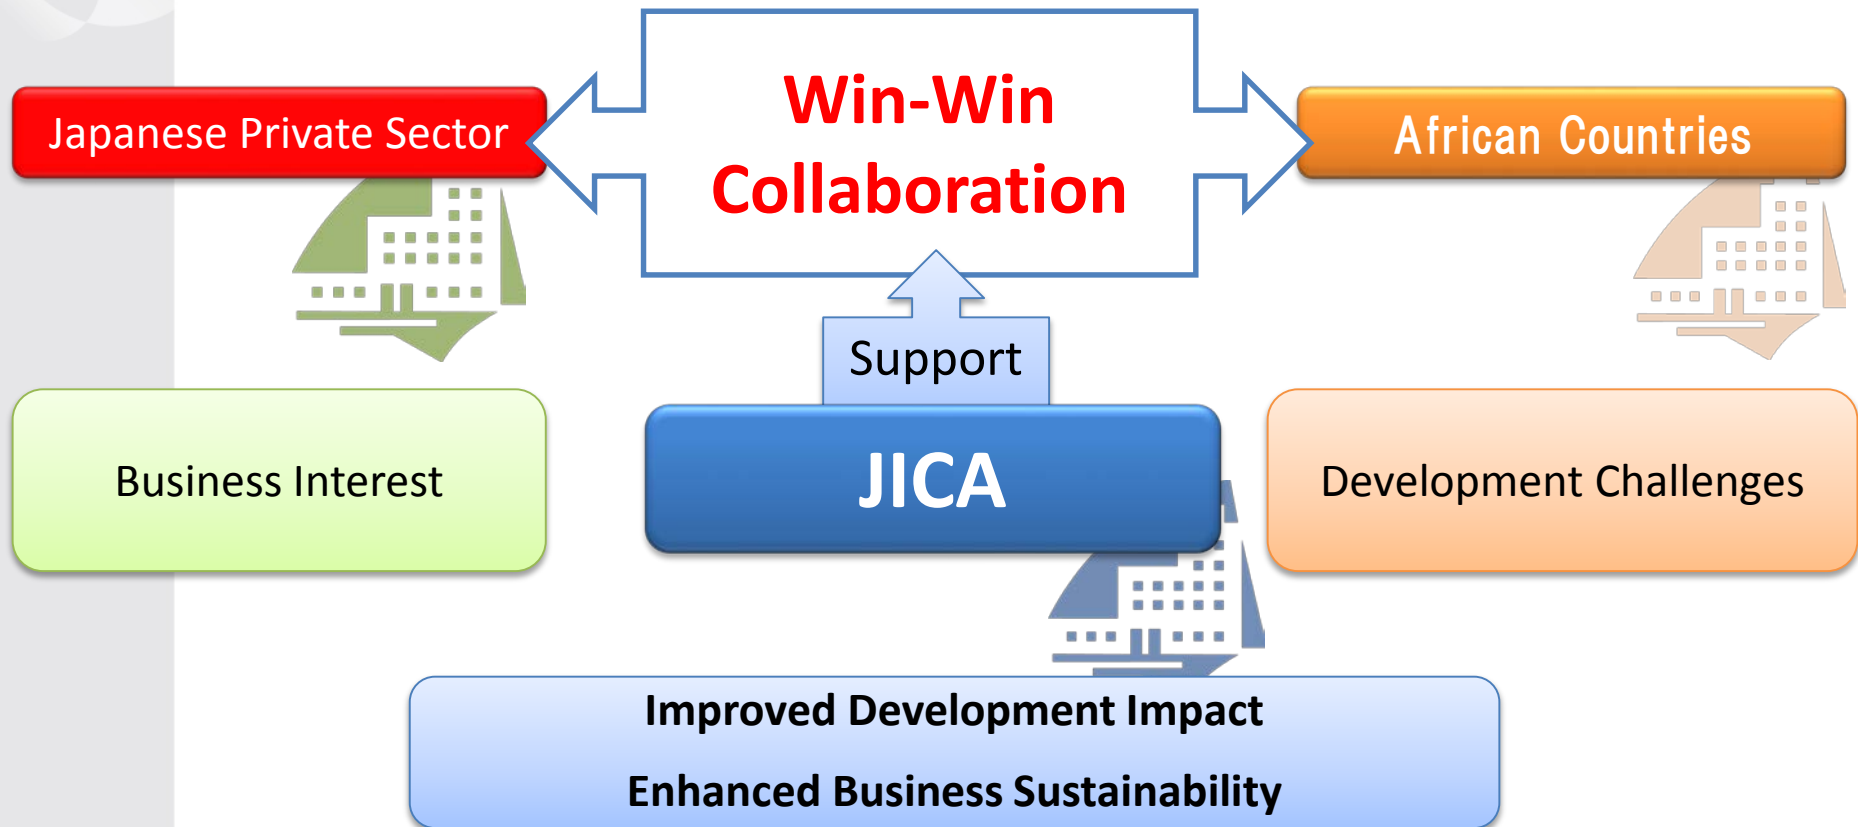 Win-Win
Collaboration
Japanese Private Sector
African Countries
Support
JICA
Business Interest
Development Challenges
Improved Development Impact
Enhanced Business Sustainability